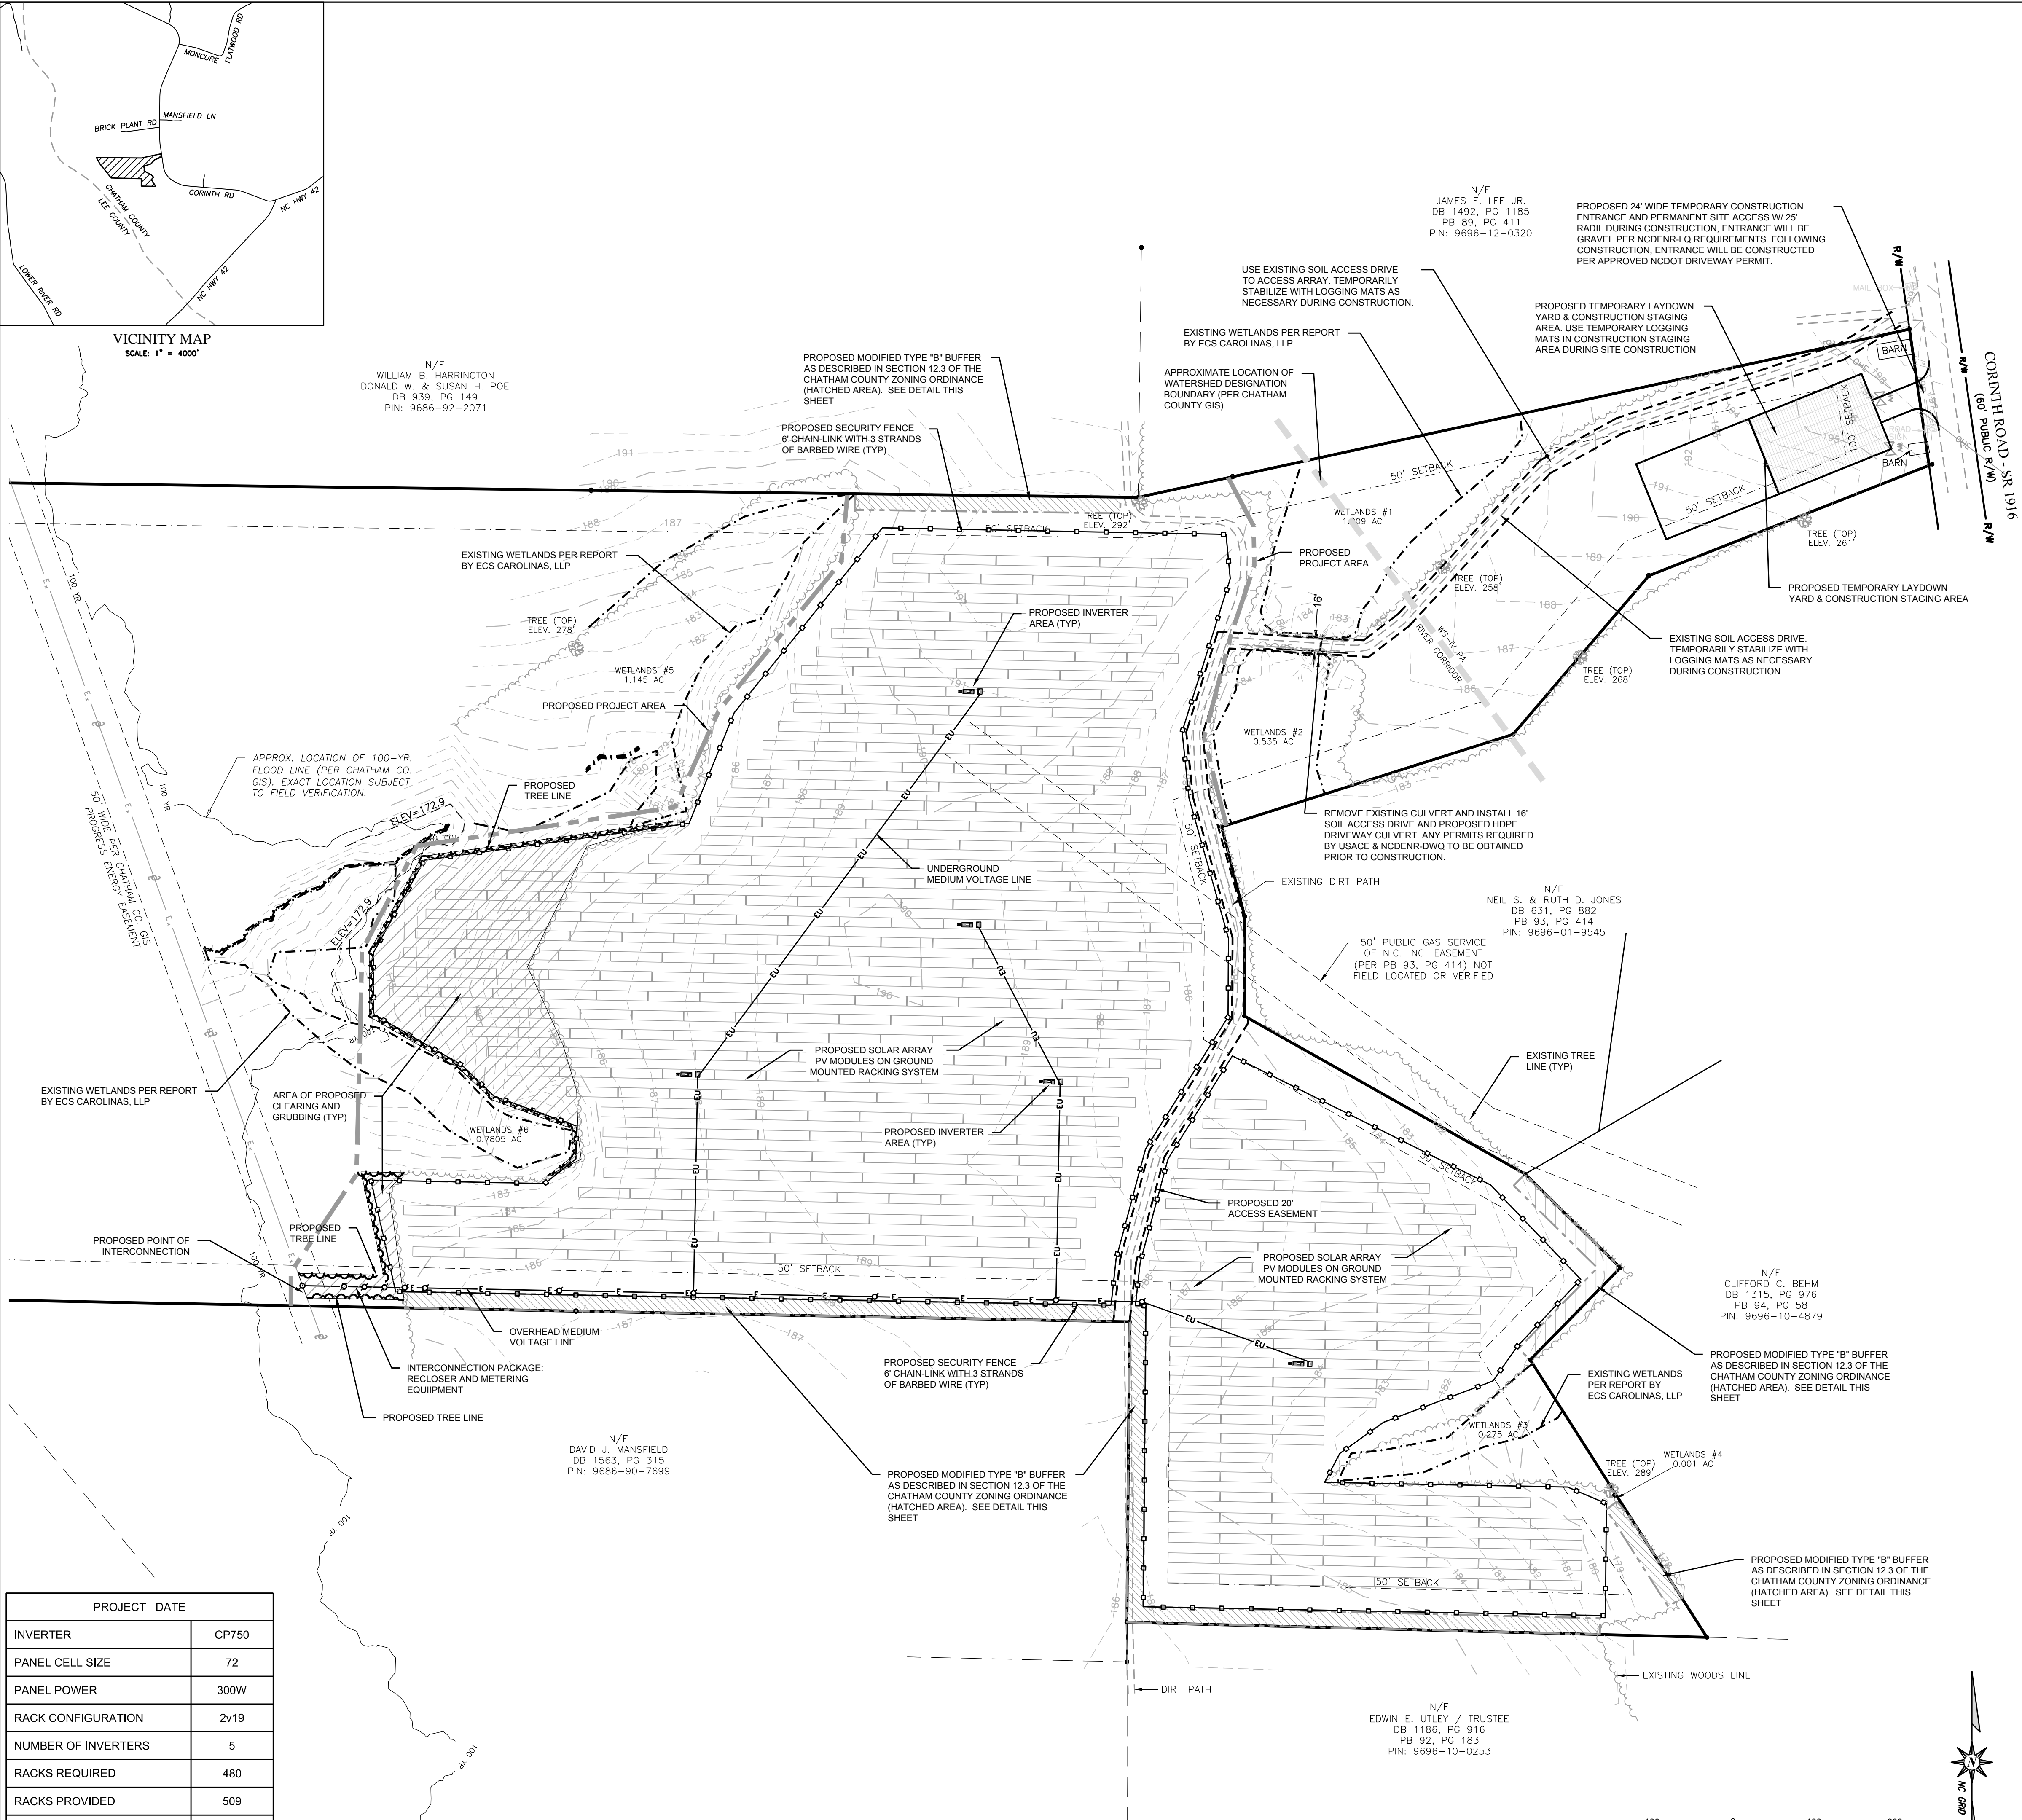 MONCURE
FLATWOOD RD
BRICK PLANT RD
MANSFIELD LN
CORINTH RD
NC HWY 42
CHATHAM COUNTY
LEE COUNTY
NC HWY 42
LOWER RIVER RD
VICINITY MAP
SCALE: 1" = 4000'
N/F
WILLIAM B. HARRINGTON
DONALD W. & SUSAN H. POE
DB 939, PG 149
PIN: 9686-92-2071
N/F
JAMES E. LEE JR.
DB 1492, PG 1185
PB 89, PG 411
PIN: 9696-12-0320
PROPOSED 24' WIDE TEMPORARY CONSTRUCTION
ENTRANCE AND PERMANENT SITE ACCESS W/ 25'
RADII. DURING CONSTRUCTION, ENTRANCE WILL BE
GRAVEL PER NCDENR-LQ REQUIREMENTS. FOLLOWING
CONSTRUCTION, ENTRANCE WILL BE CONSTRUCTED
PER APPROVED NCDOT DRIVEWAY PERMIT.
USE EXISTING SOIL ACCESS DRIVE
TO ACCESS ARRAY. TEMPORARILY
STABILIZE WITH LOGGING MATS AS
NECESSARY DURING CONSTRUCTION.
PROPOSED TEMPORARY LAYDOWN
YARD & CONSTRUCTION STAGING
AREA. USE TEMPORARY LOGGING
MATS IN CONSTRUCTION STAGING
AREA DURING SITE CONSTRUCTION
EXISTING WETLANDS PER REPORT
BY ECS CAROLINAS, LLP
APPROXIMATE LOCATION OF
WATERSHED DESIGNATION
BOUNDARY (PER CHATHAM
COUNTY GIS)
PROPOSED MODIFIED TYPE "B" BUFFER
AS DESCRIBED IN SECTION 12.3 OF THE
CHATHAM COUNTY ZONING ORDINANCE
(HATCHED AREA). SEE DETAIL THIS
SHEET
PROPOSED SECURITY FENCE
6' CHAIN-LINK WITH 3 STRANDS
OF BARBED WIRE (TYP)
R/W
MAIL BOX
BARN
R/W
CORINTH ROAD - SR 1916
(60' PUBLIC R/W)
R/W
100' SETBACK
BARN
50' SETBACK
50' SETBACK
50' SETBACK
TREE (TOP)
ELEV. 292'
WETLANDS #1
TREE (TOP)
ELEV. 261'
TREE (TOP)
ELEV. 258'
PROPOSED
PROJECT AREA
PROPOSED TEMPORARY LAYDOWN
YARD & CONSTRUCTION STAGING AREA
EXISTING SOIL ACCESS DRIVE.
TEMPORARILY STABILIZE WITH
LOGGING MATS AS NECESSARY
DURING CONSTRUCTION
TREE (TOP)
ELEV. 268'
WS-IV PA
RIVER CORRIDOR
16'
EXISTING WETLANDS PER REPORT
BY ECS CAROLINAS, LLP
TREE (TOP)
ELEV. 278'
WETLANDS #5
1.145 AC
PROPOSED PROJECT AREA
PROPOSED INVERTER
AREA (TYP)
WETLANDS #2
0.535 AC
APPROX. LOCATION OF 100-YR.
FLOOD LINE (PER CHATHAM CO.
GIS). EXACT LOCATION SUBJECT
TO FIELD VERIFICATION.
PROPOSED
TREE LINE
ELEV=172.9
ELEV=172.9
50' WIDE PER CHATHAM CO. GIS
PROGRESS ENERGY EASEMENT
100 YR
100 YR
REMOVE EXISTING CULVERT AND INSTALL 16'
SOIL ACCESS DRIVE AND PROPOSED HDPE
DRIVEWAY CULVERT. ANY PERMITS REQUIRED
BY USACE & NCDENR-DWQ TO BE OBTAINED
PRIOR TO CONSTRUCTION.
UNDERGROUND
MEDIUM VOLTAGE LINE
50' SETBACK
EXISTING DIRT PATH
N/F
NEIL S. & RUTH D. JONES
DB 631, PG 882
PB 93, PG 414
PIN: 9696-01-9545
50' PUBLIC GAS SERVICE
OF N.C. INC. EASEMENT
(PER PB 93, PG 414) NOT
FIELD LOCATED OR VERIFIED
EXISTING TREE
LINE (TYP)
PROPOSED SOLAR ARRAY
PV MODULES ON GROUND
MOUNTED RACKING SYSTEM
EXISTING WETLANDS PER REPORT
BY ECS CAROLINAS, LLP
AREA OF PROPOSED
CLEARING AND
GRUBBING (TYP)
WETLANDS #6
0.7805 AC
PROPOSED INVERTER
AREA (TYP)
50' SETBACK
PROPOSED 20'
ACCESS EASEMENT
PROPOSED POINT OF
INTERCONNECTION
PROPOSED
TREE LINE
50' SETBACK
PROPOSED SOLAR ARRAY
PV MODULES ON GROUND
MOUNTED RACKING SYSTEM
N/F
CLIFFORD C. BEHM
DB 1315, PG 976
PB 94, PG 58
PIN: 9696-10-4879
OVERHEAD MEDIUM
VOLTAGE LINE
INTERCONNECTION PACKAGE:
RECLOSER AND METERING
EQUIIPMENT
PROPOSED TREE LINE
PROPOSED SECURITY FENCE
6' CHAIN-LINK WITH 3 STRANDS
OF BARBED WIRE (TYP)
PROPOSED MODIFIED TYPE "B" BUFFER
AS DESCRIBED IN SECTION 12.3 OF THE
CHATHAM COUNTY ZONING ORDINANCE
(HATCHED AREA). SEE DETAIL THIS
SHEET
EXISTING WETLANDS
PER REPORT BY
ECS CAROLINAS, LLP
WETLANDS #3
0.275 AC
WETLANDS #4
0.001 AC
TREE (TOP)
ELEV. 289'
N/F
DAVID J. MANSFIELD
DB 1563, PG 315
PIN: 9686-90-7699
PROPOSED MODIFIED TYPE "B" BUFFER
AS DESCRIBED IN SECTION 12.3 OF THE
CHATHAM COUNTY ZONING ORDINANCE
(HATCHED AREA). SEE DETAIL THIS
SHEET
100 YR
50' SETBACK
PROPOSED MODIFIED TYPE "B" BUFFER
AS DESCRIBED IN SECTION 12.3 OF THE
CHATHAM COUNTY ZONING ORDINANCE
(HATCHED AREA). SEE DETAIL THIS
SHEET
EXISTING WOODS LINE
DIRT PATH
N/F
EDWIN E. UTLEY / TRUSTEE
DB 1186, PG 916
PB 92, PG 183
PIN: 9696-10-0253
100 YR
PROJECT DATE
INVERTER CP750
PANEL CELL SIZE 72
PANEL POWER 300W
RACK CONFIGURATION 2v19
NUMBER OF INVERTERS 5
RACKS REQUIRED 480
RACKS PROVIDED 509
N
NC GRID